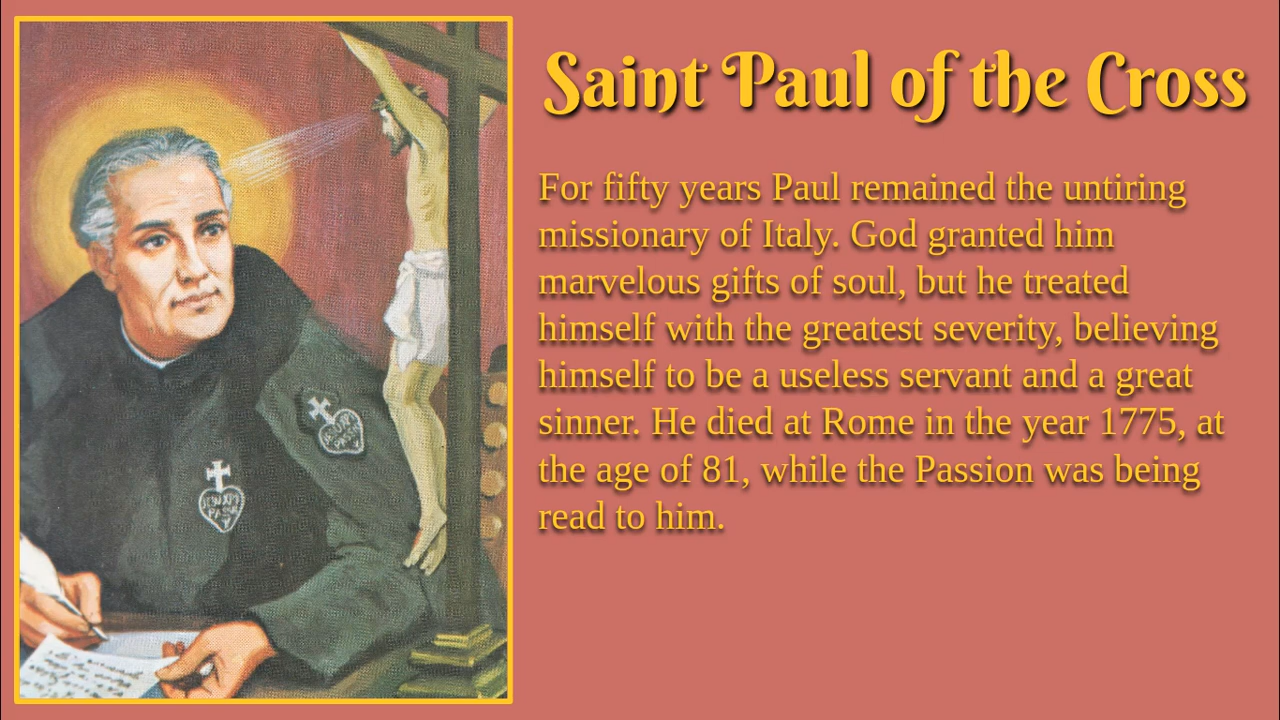 Saint Paul of the Cross
For fifty years Paul remained the untiring
missionary of Italy. God granted him
marvelous gifts of soul, but he treated
himself with the greatest severity, believing
himself to be a useless servant and a great
sinner. He died at Rome in the year 1775, at
the age of 81, while the Passion was being
read to him.